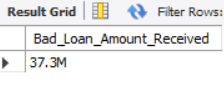 Result Grid Filter Rows:
Bad_Loan_Amount_Received
37.3M